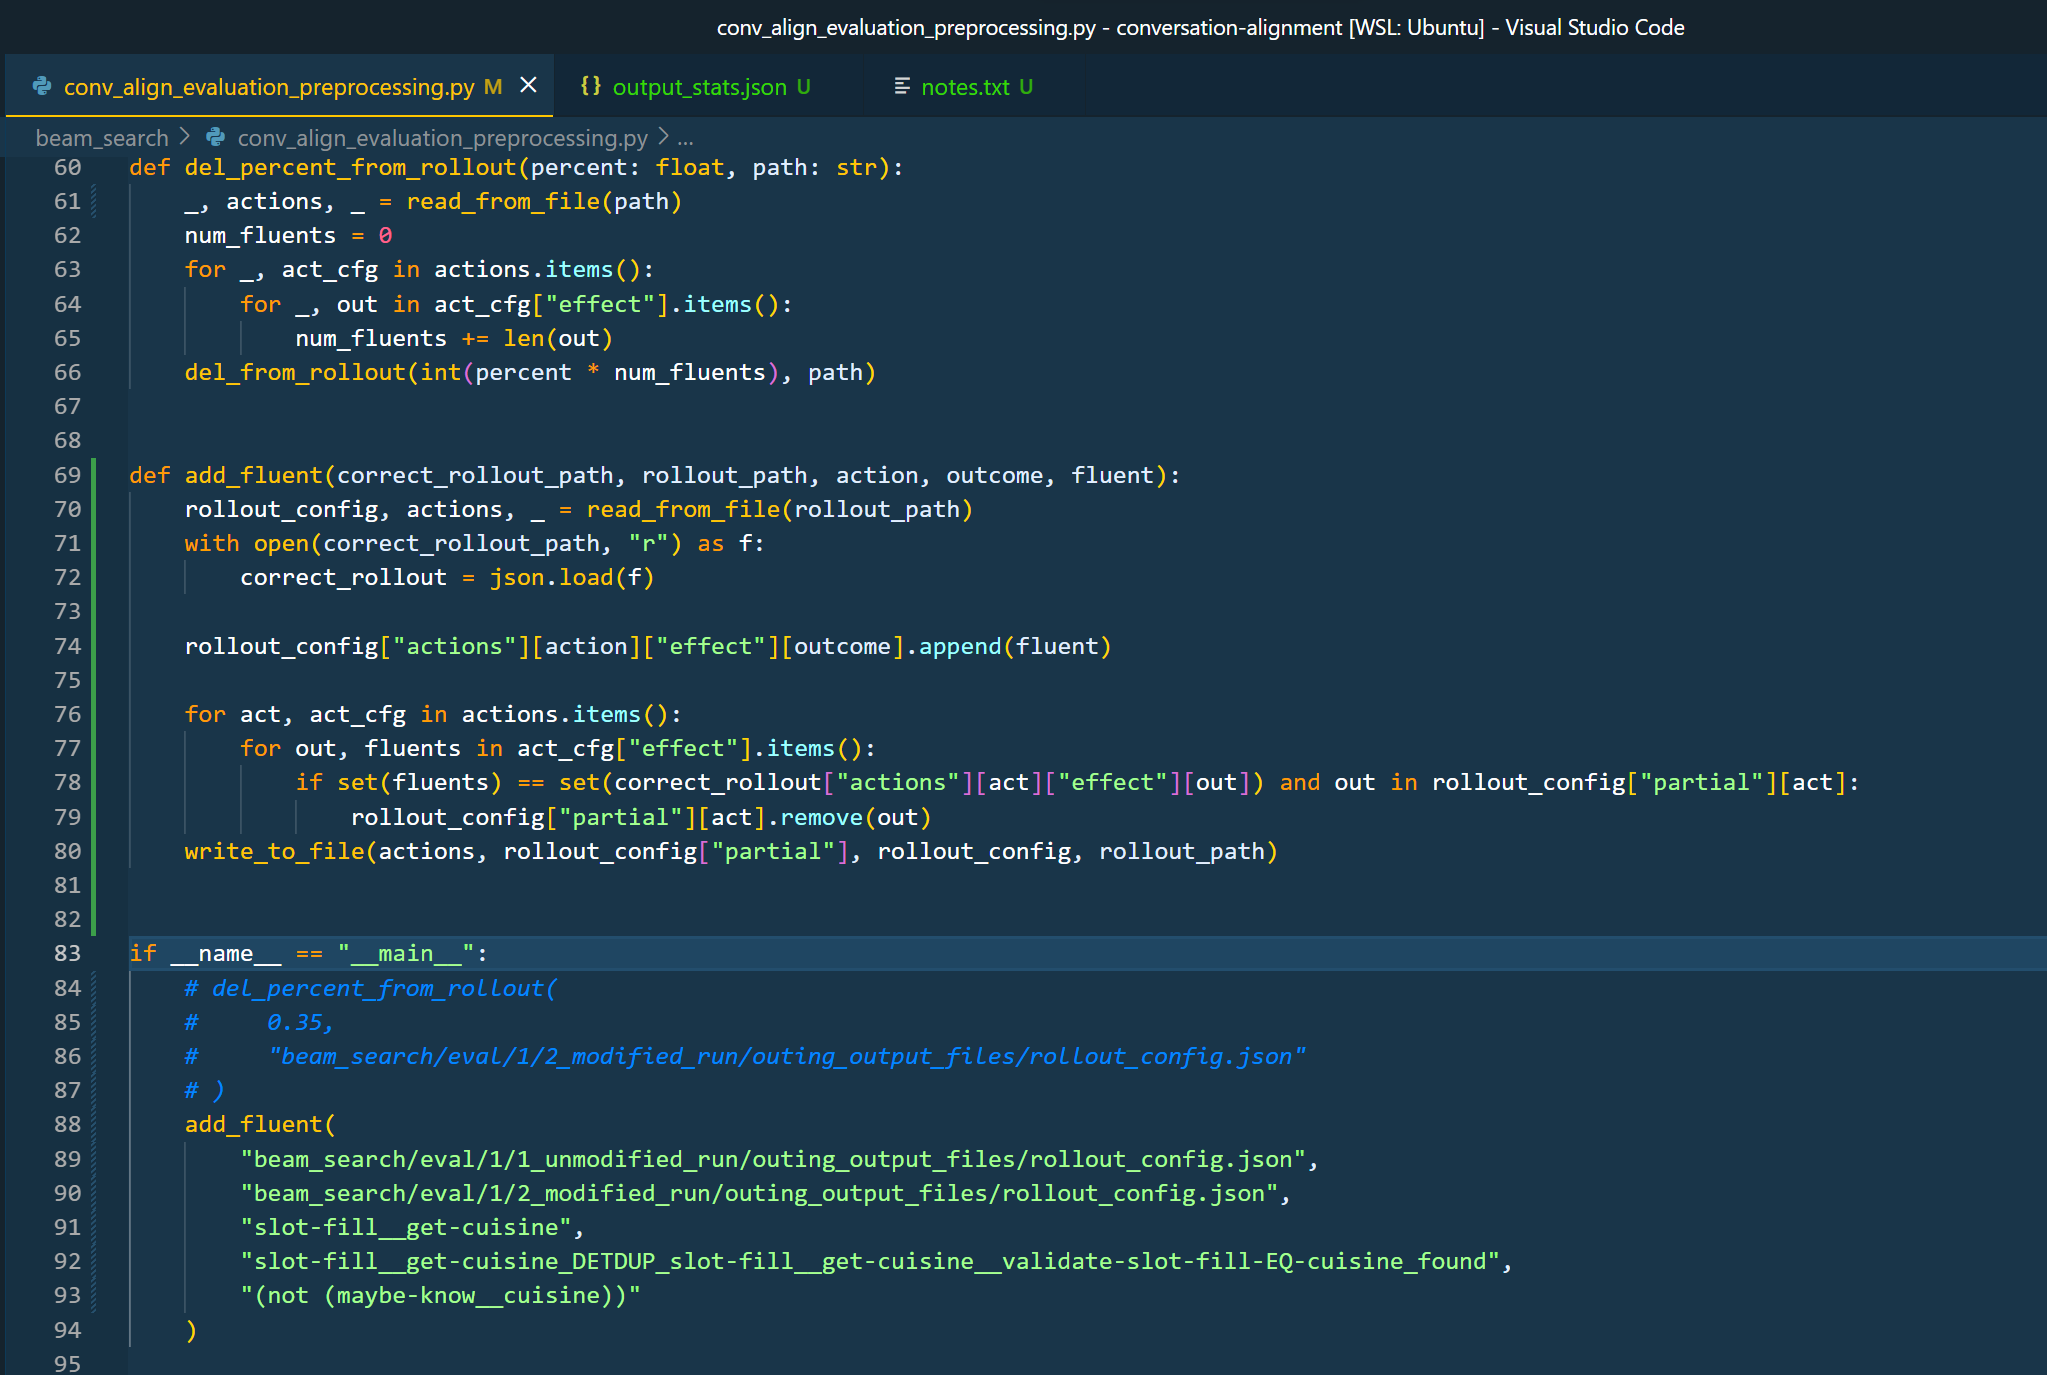 conv_align_evaluation_preprocessing.py - conversation-alignment [WSL: Ubuntu] - Visual Studio Code
conv_align_evaluation_preprocessing.py M × {} output_stats.json U notes.txt U
beam_search > conv_align_evaluation_preprocessing.py > ...
60 def del_percent_from_rollout(percent: float, path: str):
61     _, actions, _ = read_from_file(path)
62     num_fluents = 0
63     for _, act_cfg in actions.items():
64         for _, out in act_cfg["effect"].items():
65             num_fluents += len(out)
66     del_from_rollout(int(percent * num_fluents), path)
67
68
69 def add_fluent(correct_rollout_path, rollout_path, action, outcome, fluent):
70     rollout_config, actions, _ = read_from_file(rollout_path)
71     with open(correct_rollout_path, "r") as f:
72         correct_rollout = json.load(f)
73
74     rollout_config["actions"][action]["effect"][outcome].append(fluent)
75
76     for act, act_cfg in actions.items():
77         for out, fluents in act_cfg["effect"].items():
78             if set(fluents) == set(correct_rollout["actions"][act]["effect"][out]) and out in rollout_config["partial"][act]:
79                 rollout_config["partial"][act].remove(out)
80     write_to_file(actions, rollout_config["partial"], rollout_config, rollout_path)
81
82
83 if __name__ == "__main__":
84     # del_percent_from_rollout(
85     #     0.35,
86     #     "beam_search/eval/1/2_modified_run/outing_output_files/rollout_config.json"
87     # )
88     add_fluent(
89         "beam_search/eval/1/1_unmodified_run/outing_output_files/rollout_config.json",
90         "beam_search/eval/1/2_modified_run/outing_output_files/rollout_config.json",
91         "slot-fill__get-cuisine",
92         "slot-fill__get-cuisine_DETDUP_slot-fill__get-cuisine__validate-slot-fill-EQ-cuisine_found",
93         "(not (maybe-know__cuisine))"
94     )
95